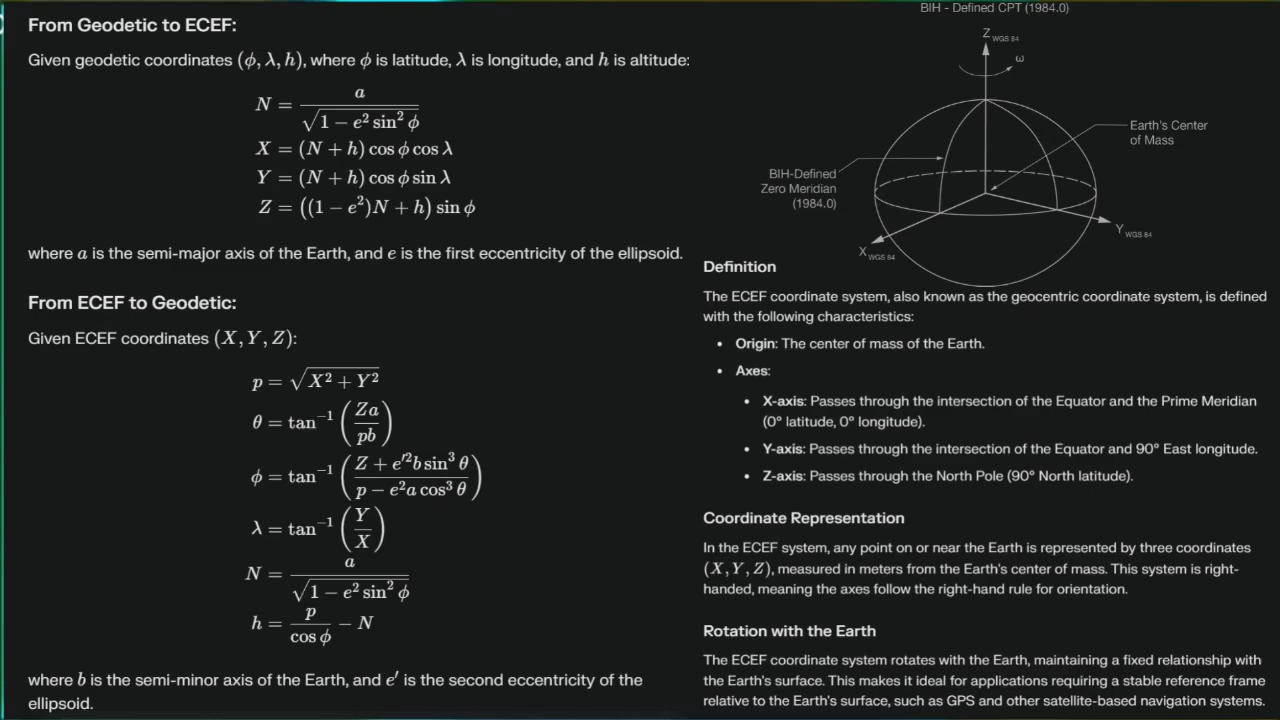 From Geodetic to ECEF:
Given geodetic coordinates (ϕ, λ, h), where ϕ is latitude, λ is longitude, and h is altitude:
N = a / √(1 − e² sin² ϕ)
X = (N + h) cos ϕ cos λ
Y = (N + h) cos ϕ sin λ
Z = ((1 − e²)N + h) sin ϕ
where a is the semi-major axis of the Earth, and e is the first eccentricity of the ellipsoid.
From ECEF to Geodetic:
Given ECEF coordinates (X, Y, Z):
p = √(X² + Y²)
θ = tan⁻¹ (Za / pb)
ϕ = tan⁻¹ ((Z + e′²b sin³ θ) / (p − e²a cos³ θ))
λ = tan⁻¹ (Y / X)
N = a / √(1 − e² sin² ϕ)
h = p / cos ϕ − N
where b is the semi-minor axis of the Earth, and e′ is the second eccentricity of the
ellipsoid.
BIH - Defined CPT (1984.0)
Z WGS 84
ω
Earth's Center
of Mass
BIH-Defined
Zero Meridian
(1984.0)
Y WGS 84
X WGS 84
Definition
The ECEF coordinate system, also known as the geocentric coordinate system, is defined
with the following characteristics:
• Origin: The center of mass of the Earth.
• Axes:
• X-axis: Passes through the intersection of the Equator and the Prime Meridian
(0° latitude, 0° longitude).
• Y-axis: Passes through the intersection of the Equator and 90° East longitude.
• Z-axis: Passes through the North Pole (90° North latitude).
Coordinate Representation
In the ECEF system, any point on or near the Earth is represented by three coordinates
(X, Y, Z), measured in meters from the Earth's center of mass. This system is right-
handed, meaning the axes follow the right-hand rule for orientation.
Rotation with the Earth
The ECEF coordinate system rotates with the Earth, maintaining a fixed relationship with
the Earth's surface. This makes it ideal for applications requiring a stable reference frame
relative to the Earth's surface, such as GPS and other satellite-based navigation systems.